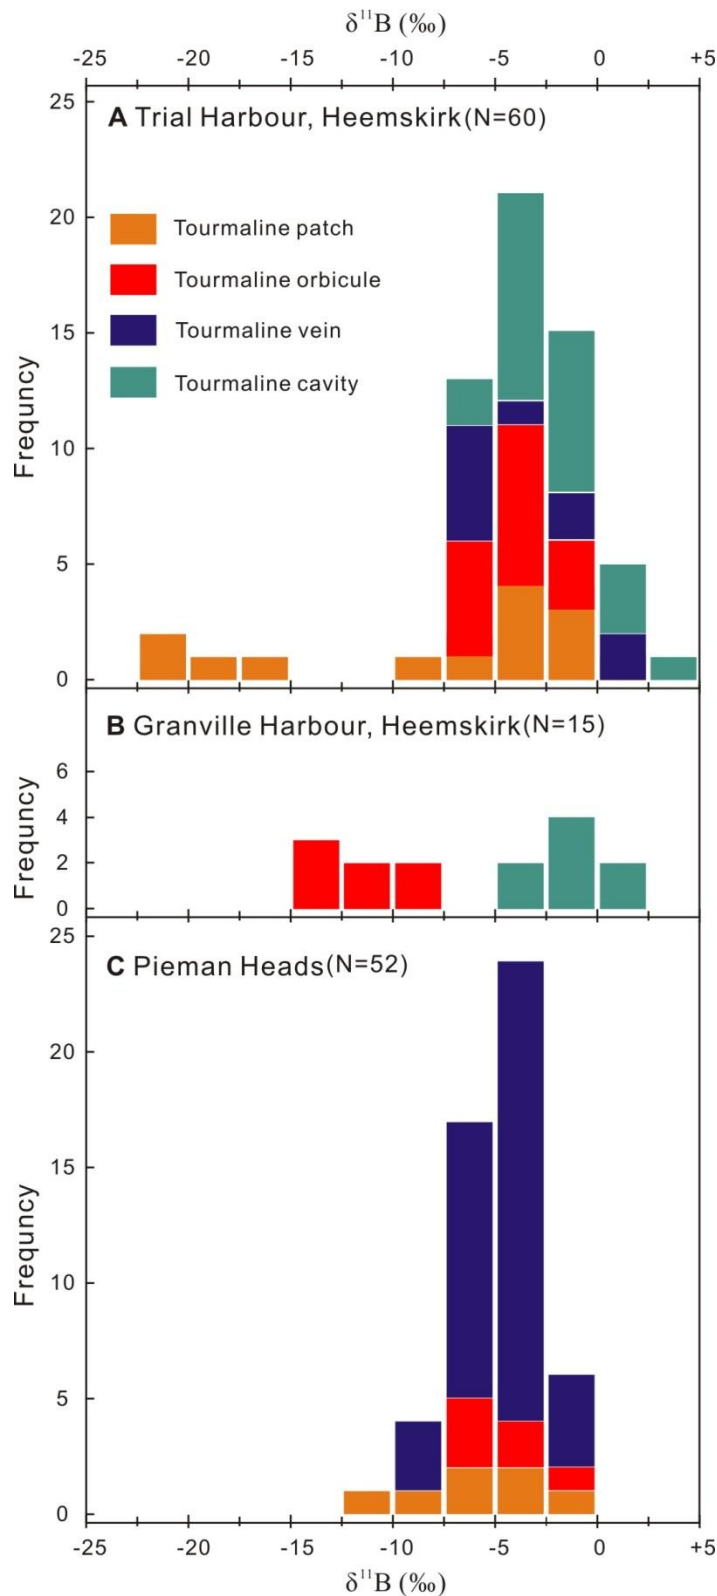 δ¹¹B (‰)
-25 -20 -15 -10 -5 0 +5
A Trial Harbour, Heemskirk(N=60)
Tourmaline patch
Tourmaline orbicule
Tourmaline vein
Tourmaline cavity
Frequncy
25
20
15
10
5
0
B Granville Harbour, Heemskirk(N=15)
Frequncy
6
4
2
0
C Pieman Heads(N=52)
Frequncy
25
20
15
10
5
0
-25 -20 -15 -10 -5 0 +5
δ¹¹B (‰)